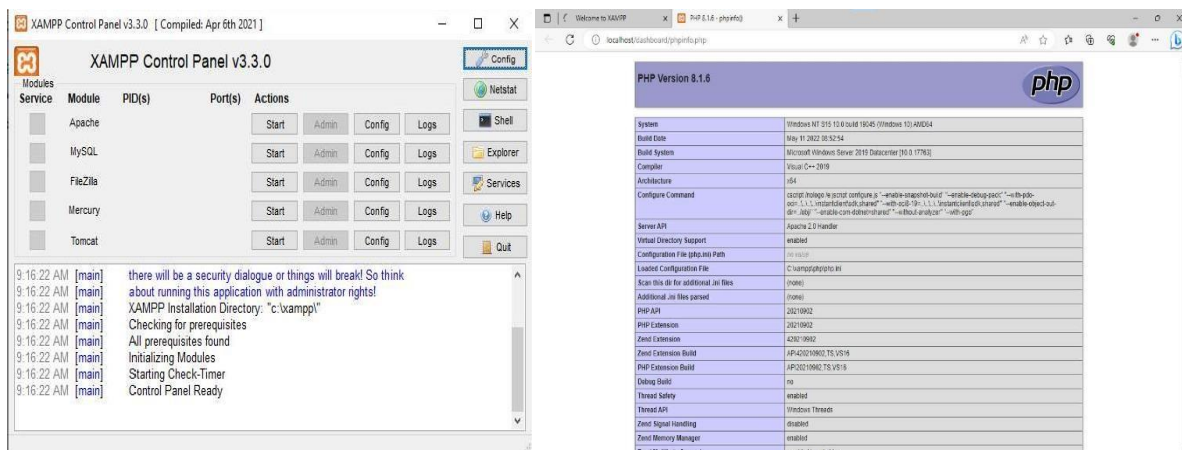 XAMPP Control Panel v3.3.0 [ Compiled: Apr 6th 2021 ]
XAMPP Control Panel v3.3.0
Modules
Service Module PID(s) Port(s) Actions
Apache Start Admin Config Logs
MySQL Start Admin Config Logs
FileZilla Start Admin Config Logs
Mercury Start Admin Config Logs
Tomcat Start Admin Config Logs
Config
Netstat
Shell
Explorer
Services
Help
Quit
9:16:22 AM [main] there will be a security dialogue or things will break! So think
9:16:22 AM [main] about running this application with administrator rights!
9:16:22 AM [main] XAMPP Installation Directory: "c:\xampp\"
9:16:22 AM [main] Checking for prerequisites
9:16:22 AM [main] All prerequisites found
9:16:22 AM [main] Initializing Modules
9:16:22 AM [main] Starting Check-Timer
9:16:22 AM [main] Control Panel Ready
Welcome to XAMPP
PHP 8.1.6 - phpinfo()
localhost/dashboard/phpinfo.php
PHP Version 8.1.6
php
System Windows NT 10.0 build 19045 (Windows 10) AMD64
Build Date May 11 2022 08:52:54
Build System Microsoft Windows Server 2019 Datacenter [10.0.17763]
Compiler Visual C++ 2019
Architecture x64
Configure Command
Server API Apache 2.0 Handler
Virtual Directory Support enabled
Configuration File (php.ini) Path no value
Loaded Configuration File C:\xampp\php\php.ini
Scan this dir for additional .ini files (none)
Additional .ini files parsed (none)
PHP API 20210902
PHP Extension 20210902
Zend Extension 420210902
Zend Extension Build API420210902,TS,VS16
PHP Extension Build API20210902,TS,VS16
Debug Build no
Thread Safety enabled
Thread API Windows Threads
Zend Signal Handling disabled
Zend Memory Manager enabled